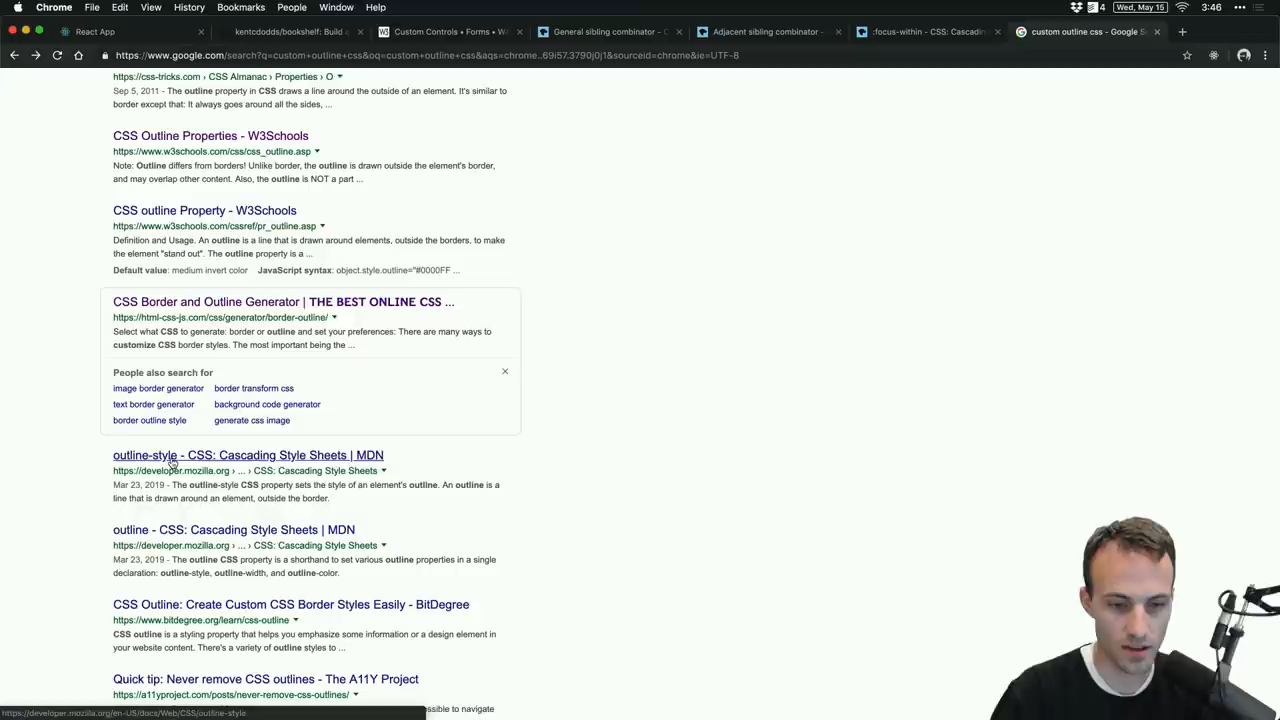 Chrome File Edit View History Bookmarks People Window Help
4 Wed, May 15 3:46
React App
kentcdodds/bookshelf: Build
Custom Controls • Forms • W
General sibling combinator - C
Adjacent sibling combinator -
:focus-within - CSS: Cascading
custom outline css - Google S
https://www.google.com/search?q=custom+outline+css&oq=custom+outline+css&aqs=chrome..69i57.3790j0j1&sourceid=chrome&ie=UTF-8
https://css-tricks.com › CSS Almanac › Properties › O
Sep 5, 2011 - The outline property in CSS draws a line around the outside of an element. It's similar to
border except that: It always goes around all the sides, ...
CSS Outline Properties - W3Schools
https://www.w3schools.com/css/css_outline.asp
Note: Outline differs from borders! Unlike border, the outline is drawn outside the element's border,
and may overlap other content. Also, the outline is NOT a part ...
CSS outline Property - W3Schools
https://www.w3schools.com/cssref/pr_outline.asp
Definition and Usage. An outline is a line that is drawn around elements, outside the borders, to make
the element "stand out". The outline property is a ...
Default value: medium invert color JavaScript syntax: object.style.outline="#0000FF ...
CSS Border and Outline Generator | THE BEST ONLINE CSS ...
https://html-css-js.com/css/generator/border-outline/
Select what CSS to generate: border or outline and set your preferences: There are many ways to
customize CSS border styles. The most important being the ...
People also search for
image border generator border transform css
text border generator background code generator
border outline style generate css image
outline-style - CSS: Cascading Style Sheets | MDN
https://developer.mozilla.org › ... › CSS: Cascading Style Sheets
Mar 23, 2019 - The outline-style CSS property sets the style of an element's outline. An outline is a
line that is drawn around an element, outside the border.
outline - CSS: Cascading Style Sheets | MDN
https://developer.mozilla.org › ... › CSS: Cascading Style Sheets
Mar 23, 2019 - The outline CSS property is a shorthand to set various outline properties in a single
declaration: outline-style, outline-width, and outline-color.
CSS Outline: Create Custom CSS Border Styles Easily - BitDegree
https://www.bitdegree.org/learn/css-outline
CSS outline is a styling property that helps you emphasize some information or a design element in
your website content. There's a variety of outline styles to ...
Quick tip: Never remove CSS outlines - The A11Y Project
https://a11yproject.com/posts/never-remove-css-outlines/
to navigate
https://developer.mozilla.org/en-US/docs/Web/CSS/outline-style